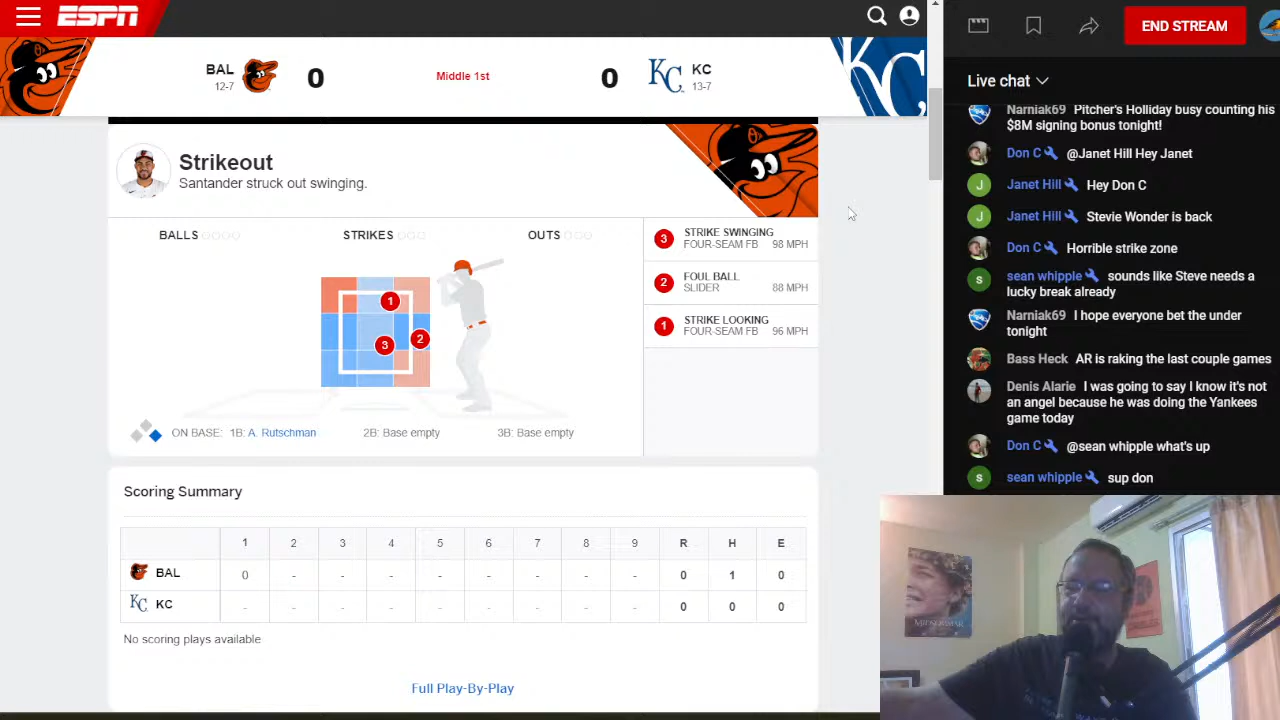 ESPN
END STREAM
BAL
12-7
0
Middle 1st
0
KC
KC
13-7
KC
Live chat
Narniak69 Pitcher's Holliday busy counting his
$8M signing bonus tonight!
Don C @Janet Hill Hey Janet
J Janet Hill Hey Don C
J Janet Hill Stevie Wonder is back
Don C Horrible strike zone
s sean whipple sounds like Steve needs a
lucky break already
Narniak69 I hope everyone bet the under
tonight
Bass Heck AR is raking the last couple games
Denis Alarie I was going to say I know it's not
an angel because he was doing the Yankees
game today
Don C @sean whipple what's up
s sean whipple sup don
Strikeout
Santander struck out swinging.
BALLS
STRIKES
OUTS
1
2
3
3 STRIKE SWINGING
FOUR-SEAM FB 98 MPH
2 FOUL BALL
SLIDER 88 MPH
1 STRIKE LOOKING
FOUR-SEAM FB 96 MPH
ON BASE: 1B: A. Rutschman 2B: Base empty 3B: Base empty
Scoring Summary
1 2 3 4 5 6 7 8 9 R H E
BAL 0 - - - - - - - - 0 1 0
KC KC - - - - - - - - - 0 0 0
No scoring plays available
Full Play-By-Play
MIDSOMMAR